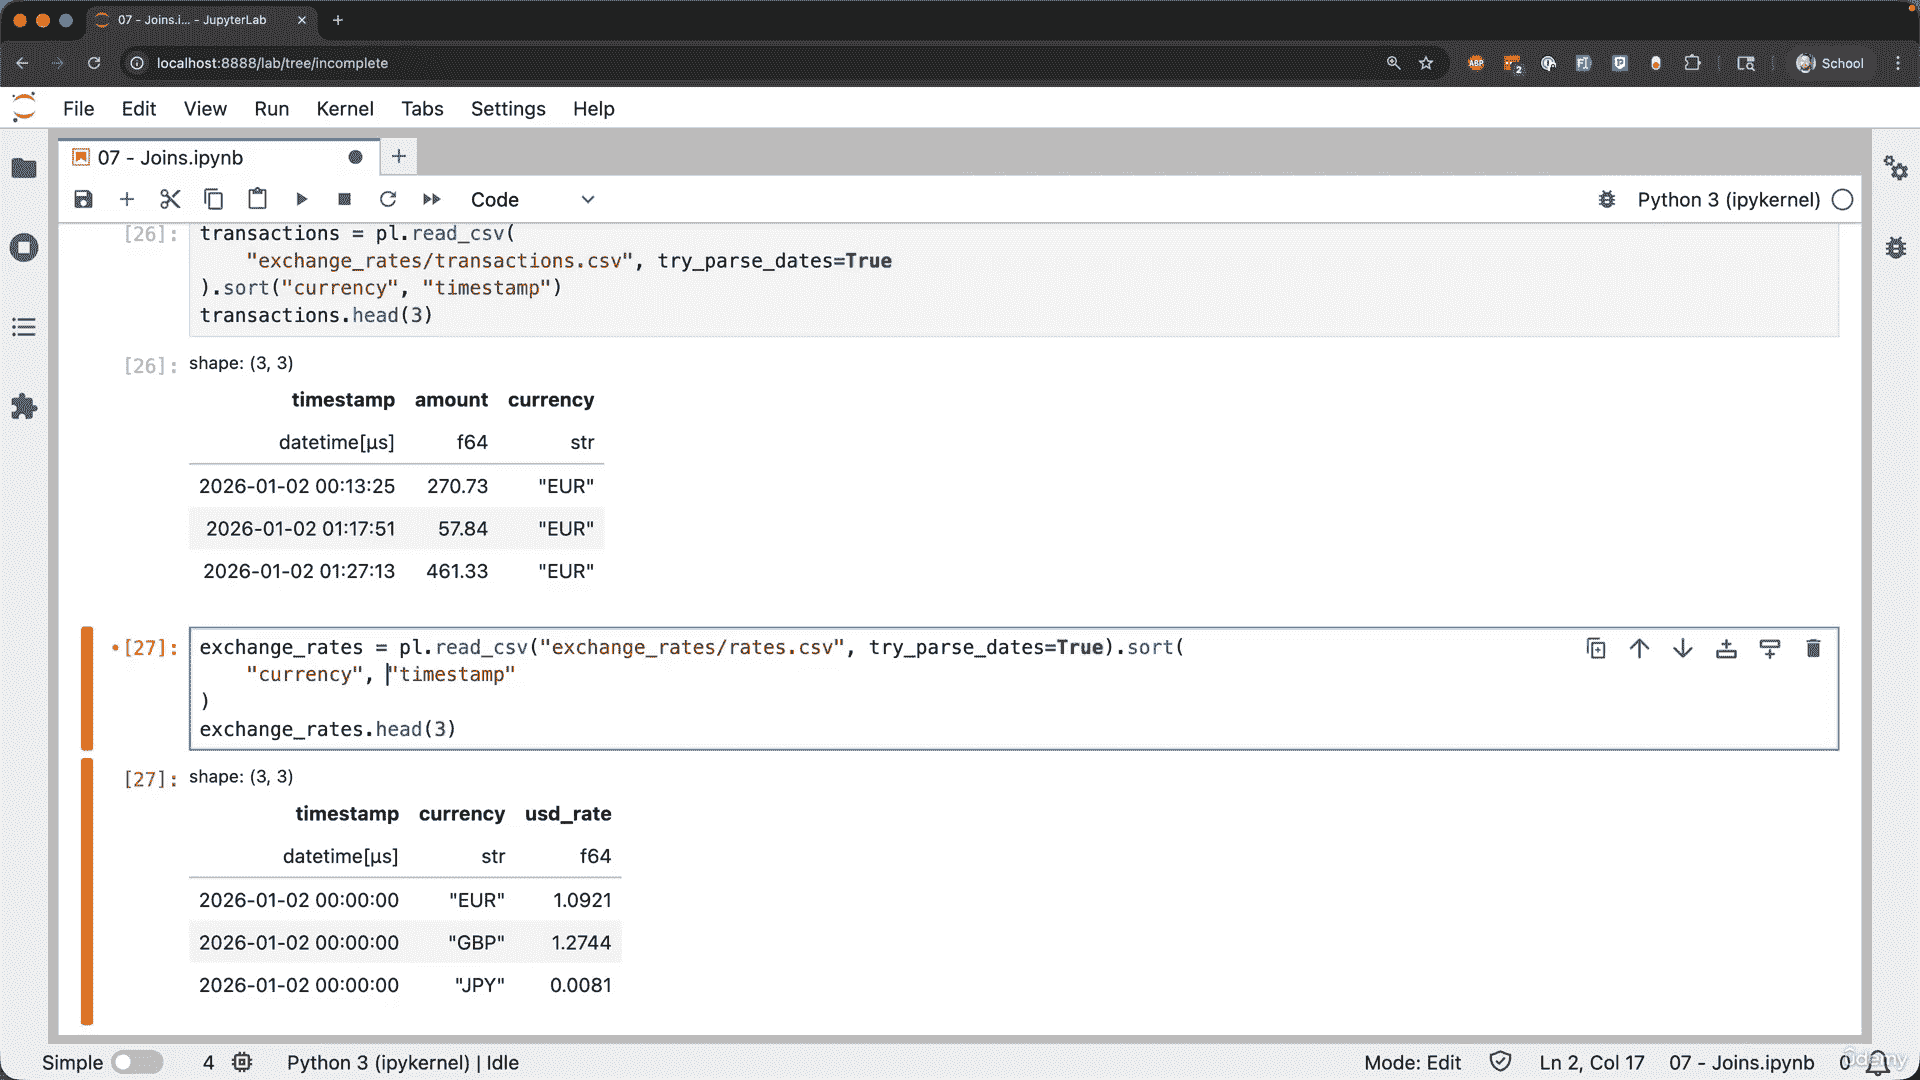 07 - Joins.i... - JupyterLab
localhost:8888/lab/tree/incomplete
ABP
2
School
File Edit View Run Kernel Tabs Settings Help
07 - Joins.ipynb
Code
Python 3 (ipykernel)
[26]: transactions = pl.read_csv(
"exchange_rates/transactions.csv", try_parse_dates=True
).sort("currency", "timestamp")
transactions.head(3)
[26]: shape: (3, 3)
timestamp amount currency
datetime[μs] f64 str
2026-01-02 00:13:25 270.73 "EUR"
2026-01-02 01:17:51 57.84 "EUR"
2026-01-02 01:27:13 461.33 "EUR"
[27]: exchange_rates = pl.read_csv("exchange_rates/rates.csv", try_parse_dates=True).sort(
"currency", "timestamp"
)
exchange_rates.head(3)
[27]: shape: (3, 3)
timestamp currency usd_rate
datetime[μs] str f64
2026-01-02 00:00:00 "EUR" 1.0921
2026-01-02 00:00:00 "GBP" 1.2744
2026-01-02 00:00:00 "JPY" 0.0081
Simple 4 Python 3 (ipykernel) | Idle Mode: Edit Ln 2, Col 17 07 - Joins.ipynb 0
udemy